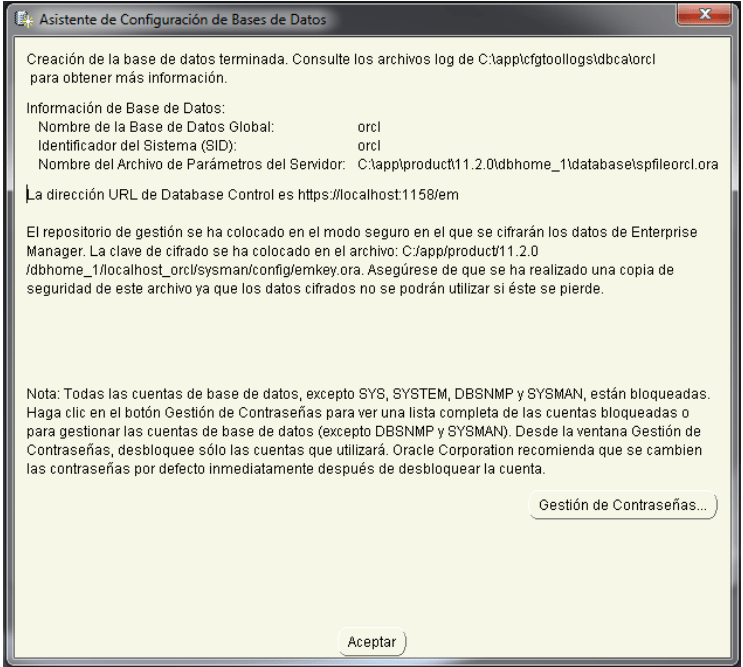 Asistente de Configuración de Bases de Datos
Creación de la base de datos terminada. Consulte los archivos log de C:\app\cfgtoollogs\dbca\orcl
para obtener más información.
Información de Base de Datos:
Nombre de la Base de Datos Global: orcl
Identificador del Sistema (SID): orcl
Nombre del Archivo de Parámetros del Servidor: C:\app\product\11.2.0\dbhome_1\database\spfileorcl.ora
La dirección URL de Database Control es https://localhost:1158/em
El repositorio de gestión se ha colocado en el modo seguro en el que se cifrarán los datos de Enterprise
Manager. La clave de cifrado se ha colocado en el archivo: C:/app/product/11.2.0
/dbhome_1/localhost_orcl/sysman/config/emkey.ora. Asegúrese de que se ha realizado una copia de
seguridad de este archivo ya que los datos cifrados no se podrán utilizar si éste se pierde.
Nota: Todas las cuentas de base de datos, excepto SYS, SYSTEM, DBSNMP y SYSMAN, están bloqueadas.
Haga clic en el botón Gestión de Contraseñas para ver una lista completa de las cuentas bloqueadas o
para gestionar las cuentas de base de datos (excepto DBSNMP y SYSMAN). Desde la ventana Gestión de
Contraseñas, desbloquee sólo las cuentas que utilizará. Oracle Corporation recomienda que se cambien
las contraseñas por defecto inmediatamente después de desbloquear la cuenta.
Gestión de Contraseñas...
Aceptar